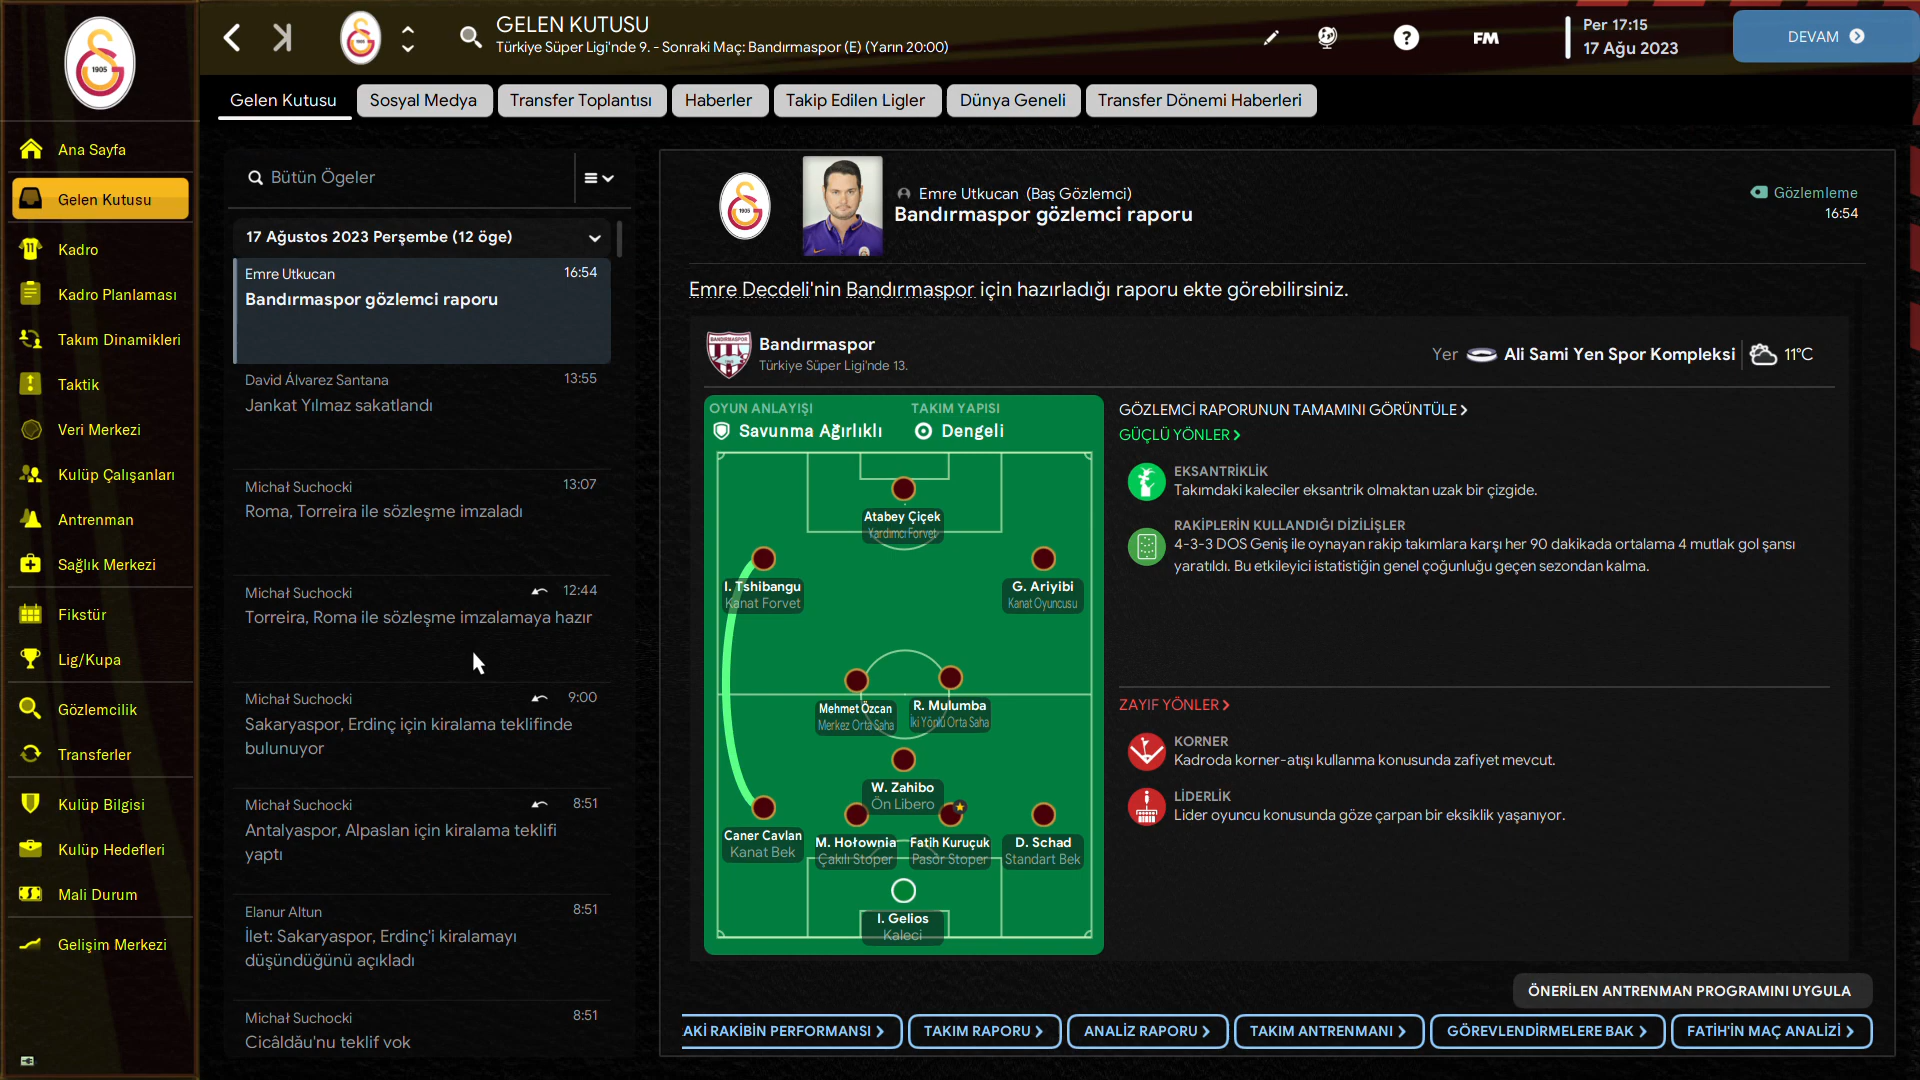 GELEN KUTUSU
Türkiye Süper Ligi'nde 9. - Sonraki Maç: Bandırmaspor (E) (Yarın 20:00)
FM
Per 17:15
17 Ağu 2023
DEVAM
1905
Gelen Kutusu
Sosyal Medya
Transfer Toplantısı
Haberler
Takip Edilen Ligler
Dünya Geneli
Transfer Dönemi Haberleri
Ana Sayfa
Gelen Kutusu
Kadro
Kadro Planlaması
Takım Dinamikleri
Taktik
Veri Merkezi
Kulüp Çalışanları
Antrenman
Sağlık Merkezi
Fikstür
Lig/Kupa
Gözlemcilik
Transferler
Kulüp Bilgisi
Kulüp Hedefleri
Mali Durum
Gelişim Merkezi
Bütün Ögeler
17 Ağustos 2023 Perşembe (12 öge)
Emre Utkucan 16:54
Bandırmaspor gözlemci raporu
David Álvarez Santana 13:55
Jankat Yılmaz sakatlandı
Michał Suchocki 13:07
Roma, Torreira ile sözleşme imzaladı
Michał Suchocki 12:44
Torreira, Roma ile sözleşme imzalamaya hazır
Michał Suchocki 9:00
Sakaryaspor, Erdinç için kiralama teklifinde
bulunuyor
Michał Suchocki 8:51
Antalyaspor, Alpaslan için kiralama teklifi
yaptı
Elanur Altun 8:51
İlet: Sakaryaspor, Erdinç'i kiralamayı
düşündüğünü açıkladı
Michał Suchocki 8:51
Cicâldău'nu teklif yok
Emre Utkucan (Baş Gözlemci)
Bandırmaspor gözlemci raporu
Gözlemleme
16:54
Emre Decdeli'nin Bandırmaspor için hazırladığı raporu ekte görebilirsiniz.
Bandırmaspor
Türkiye Süper Ligi'nde 13.
Yer Ali Sami Yen Spor Kompleksi 11°C
OYUN ANLAYIŞI
Savunma Ağırlıklı
TAKIM YAPISI
Dengeli
Atabey Çiçek
Yardımcı Forvet
I. Tshibangu
Kanat Forvet
G. Ariyibi
Kanat Oyuncusu
Mehmet Özcan
Merkez Orta Saha
R. Mulumba
İki Yönlü Orta Saha
W. Zahibo
Ön Libero
Caner Cavlan
Kanat Bek
M. Hołownia
Çakılı Stoper
Fatih Kuruçuk
Pasör Stoper
D. Schad
Standart Bek
I. Gelios
Kaleci
GÖZLEMCİ RAPORUNUN TAMAMINI GÖRÜNTÜLE
GÜÇLÜ YÖNLER
EKSANTRİKLİK
Takımdaki kaleciler eksantrik olmaktan uzak bir çizgide.
RAKİPLERİN KULLANDIĞI DİZİLİŞLER
4-3-3 DOS Geniş ile oynayan rakip takımlara karşı her 90 dakikada ortalama 4 mutlak gol şansı
yaratıldı. Bu etkileyici istatistiğin genel çoğunluğu geçen sezondan kalma.
ZAYIF YÖNLER
KORNER
Kadroda korner-atışı kullanma konusunda zafiyet mevcut.
LİDERLİK
Lider oyuncu konusunda göze çarpan bir eksiklik yaşanıyor.
ÖNERİLEN ANTRENMAN PROGRAMINI UYGULA
AKİ RAKİBİN PERFORMANSI
TAKIM RAPORU
ANALİZ RAPORU
TAKIM ANTRENMANI
GÖREVLENDİRMELERE BAK
FATİH'İN MAÇ ANALİZİ